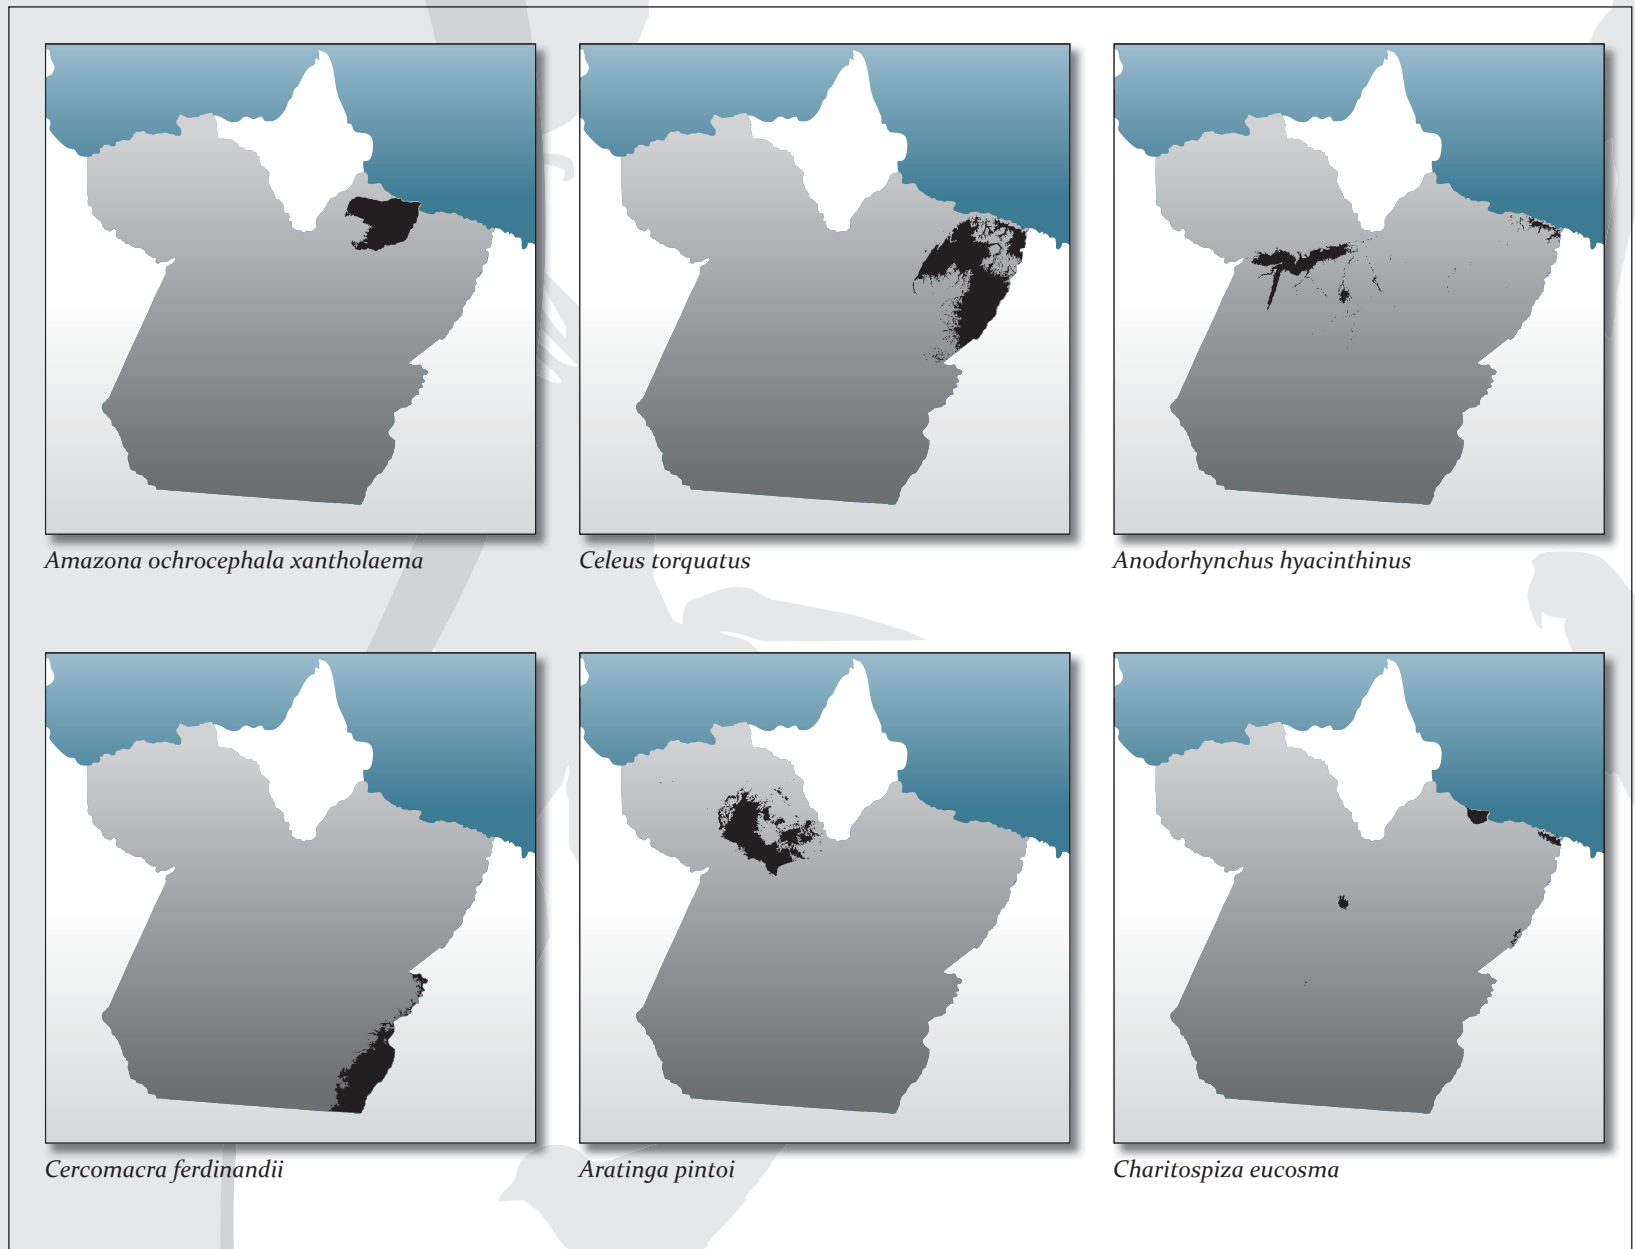 Amazona ochrocephala xantholaema
Celeus torquatus
Anodorhynchus hyacinthinus
Cercomacra ferdinandii
Aratinga pintoi
Charitospiza eucosma